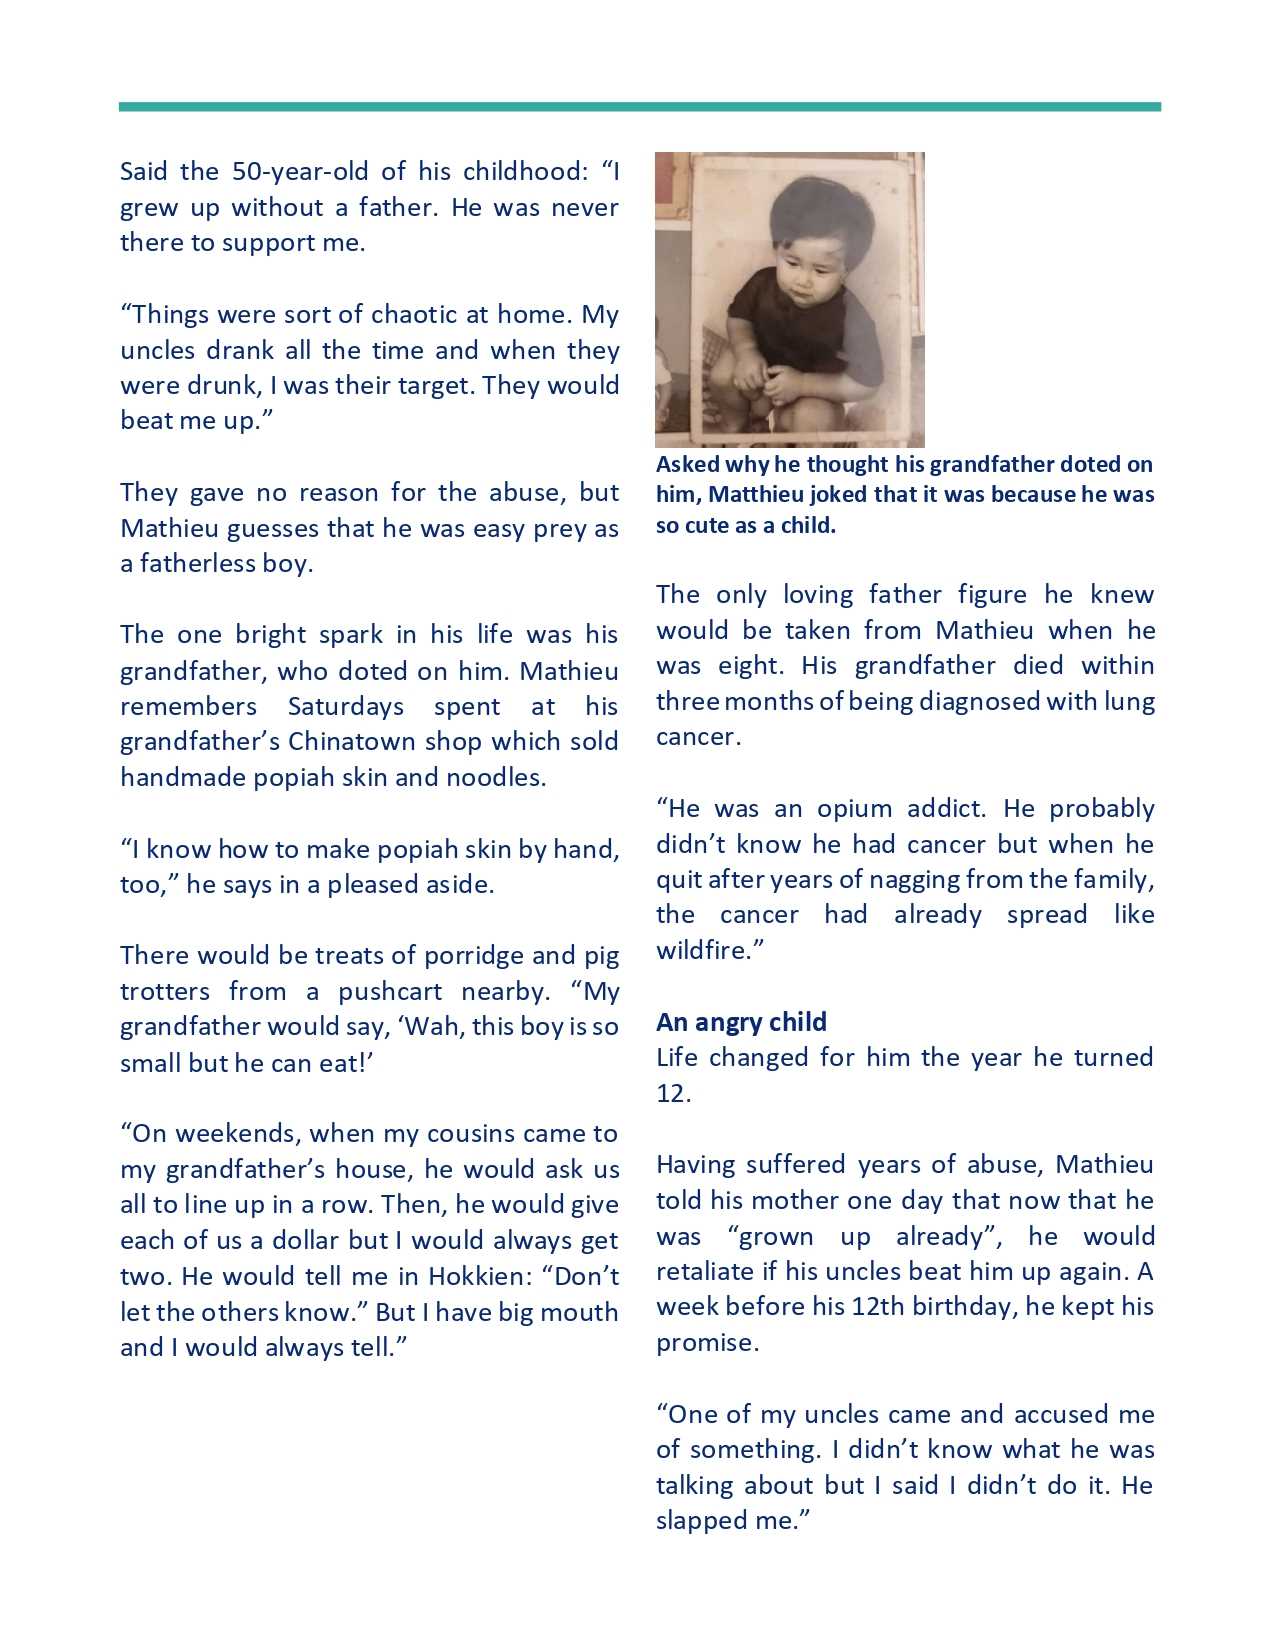 Said the 50-year-old of his childhood: “I
grew up without a father. He was never
there to support me.
“Things were sort of chaotic at home. My
uncles drank all the time and when they
were drunk, I was their target. They would
beat me up.”
They gave no reason for the abuse, but
Mathieu guesses that he was easy prey as
a fatherless boy.
The one bright spark in his life was his
grandfather, who doted on him. Mathieu
remembers Saturdays spent at his
grandfather’s Chinatown shop which sold
handmade popiah skin and noodles.
“I know how to make popiah skin by hand,
too,” he says in a pleased aside.
There would be treats of porridge and pig
trotters from a pushcart nearby. “My
grandfather would say, ‘Wah, this boy is so
small but he can eat!’
“On weekends, when my cousins came to
my grandfather’s house, he would ask us
all to line up in a row. Then, he would give
each of us a dollar but I would always get
two. He would tell me in Hokkien: “Don’t
let the others know.” But I have big mouth
and I would always tell.”
Asked why he thought his grandfather doted on
him, Matthieu joked that it was because he was
so cute as a child.
The only loving father figure he knew
would be taken from Mathieu when he
was eight. His grandfather died within
three months of being diagnosed with lung
cancer.
“He was an opium addict. He probably
didn’t know he had cancer but when he
quit after years of nagging from the family,
the cancer had already spread like
wildfire.”
An angry child
Life changed for him the year he turned
12.
Having suffered years of abuse, Mathieu
told his mother one day that now that he
was “grown up already”, he would
retaliate if his uncles beat him up again. A
week before his 12th birthday, he kept his
promise.
“One of my uncles came and accused me
of something. I didn’t know what he was
talking about but I said I didn’t do it. He
slapped me.”